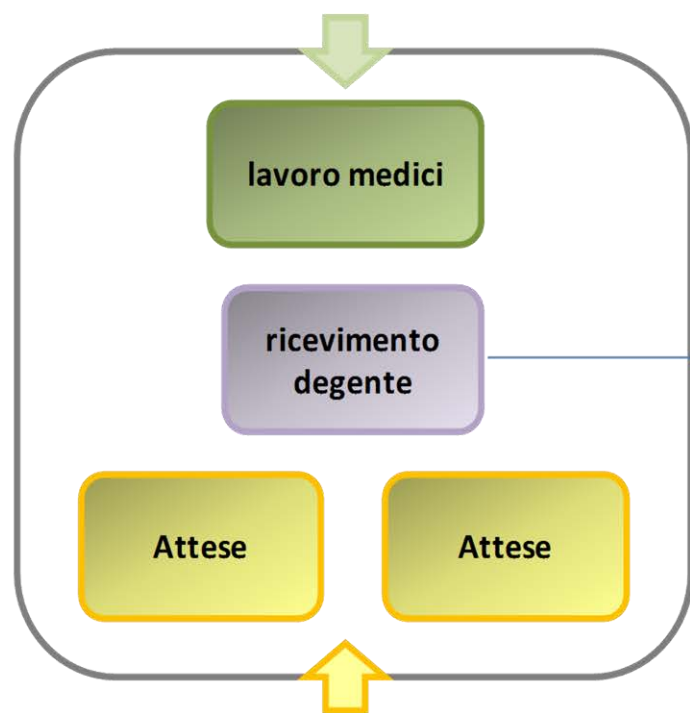 lavoro medici
ricevimento
degente
Attese
Attese